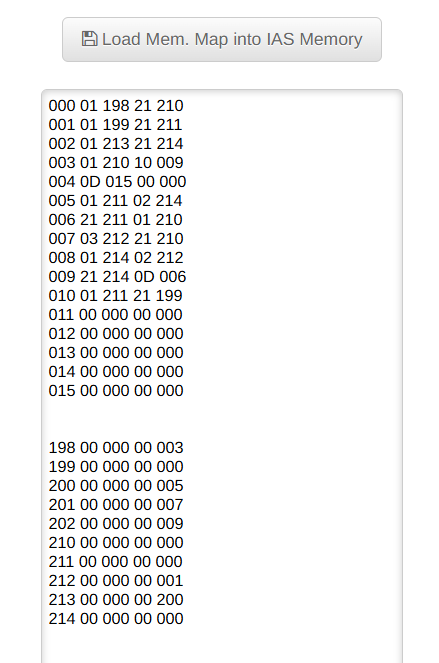 Load Mem. Map into IAS Memory
000 01 198 21 210
001 01 199 21 211
002 01 213 21 214
003 01 210 10 009
004 0D 015 00 000
005 01 211 02 214
006 21 211 01 210
007 03 212 21 210
008 01 214 02 212
009 21 214 0D 006
010 01 211 21 199
011 00 000 00 000
012 00 000 00 000
013 00 000 00 000
014 00 000 00 000
015 00 000 00 000
198 00 000 00 003
199 00 000 00 000
200 00 000 00 005
201 00 000 00 007
202 00 000 00 009
210 00 000 00 000
211 00 000 00 000
212 00 000 00 001
213 00 000 00 200
214 00 000 00 000